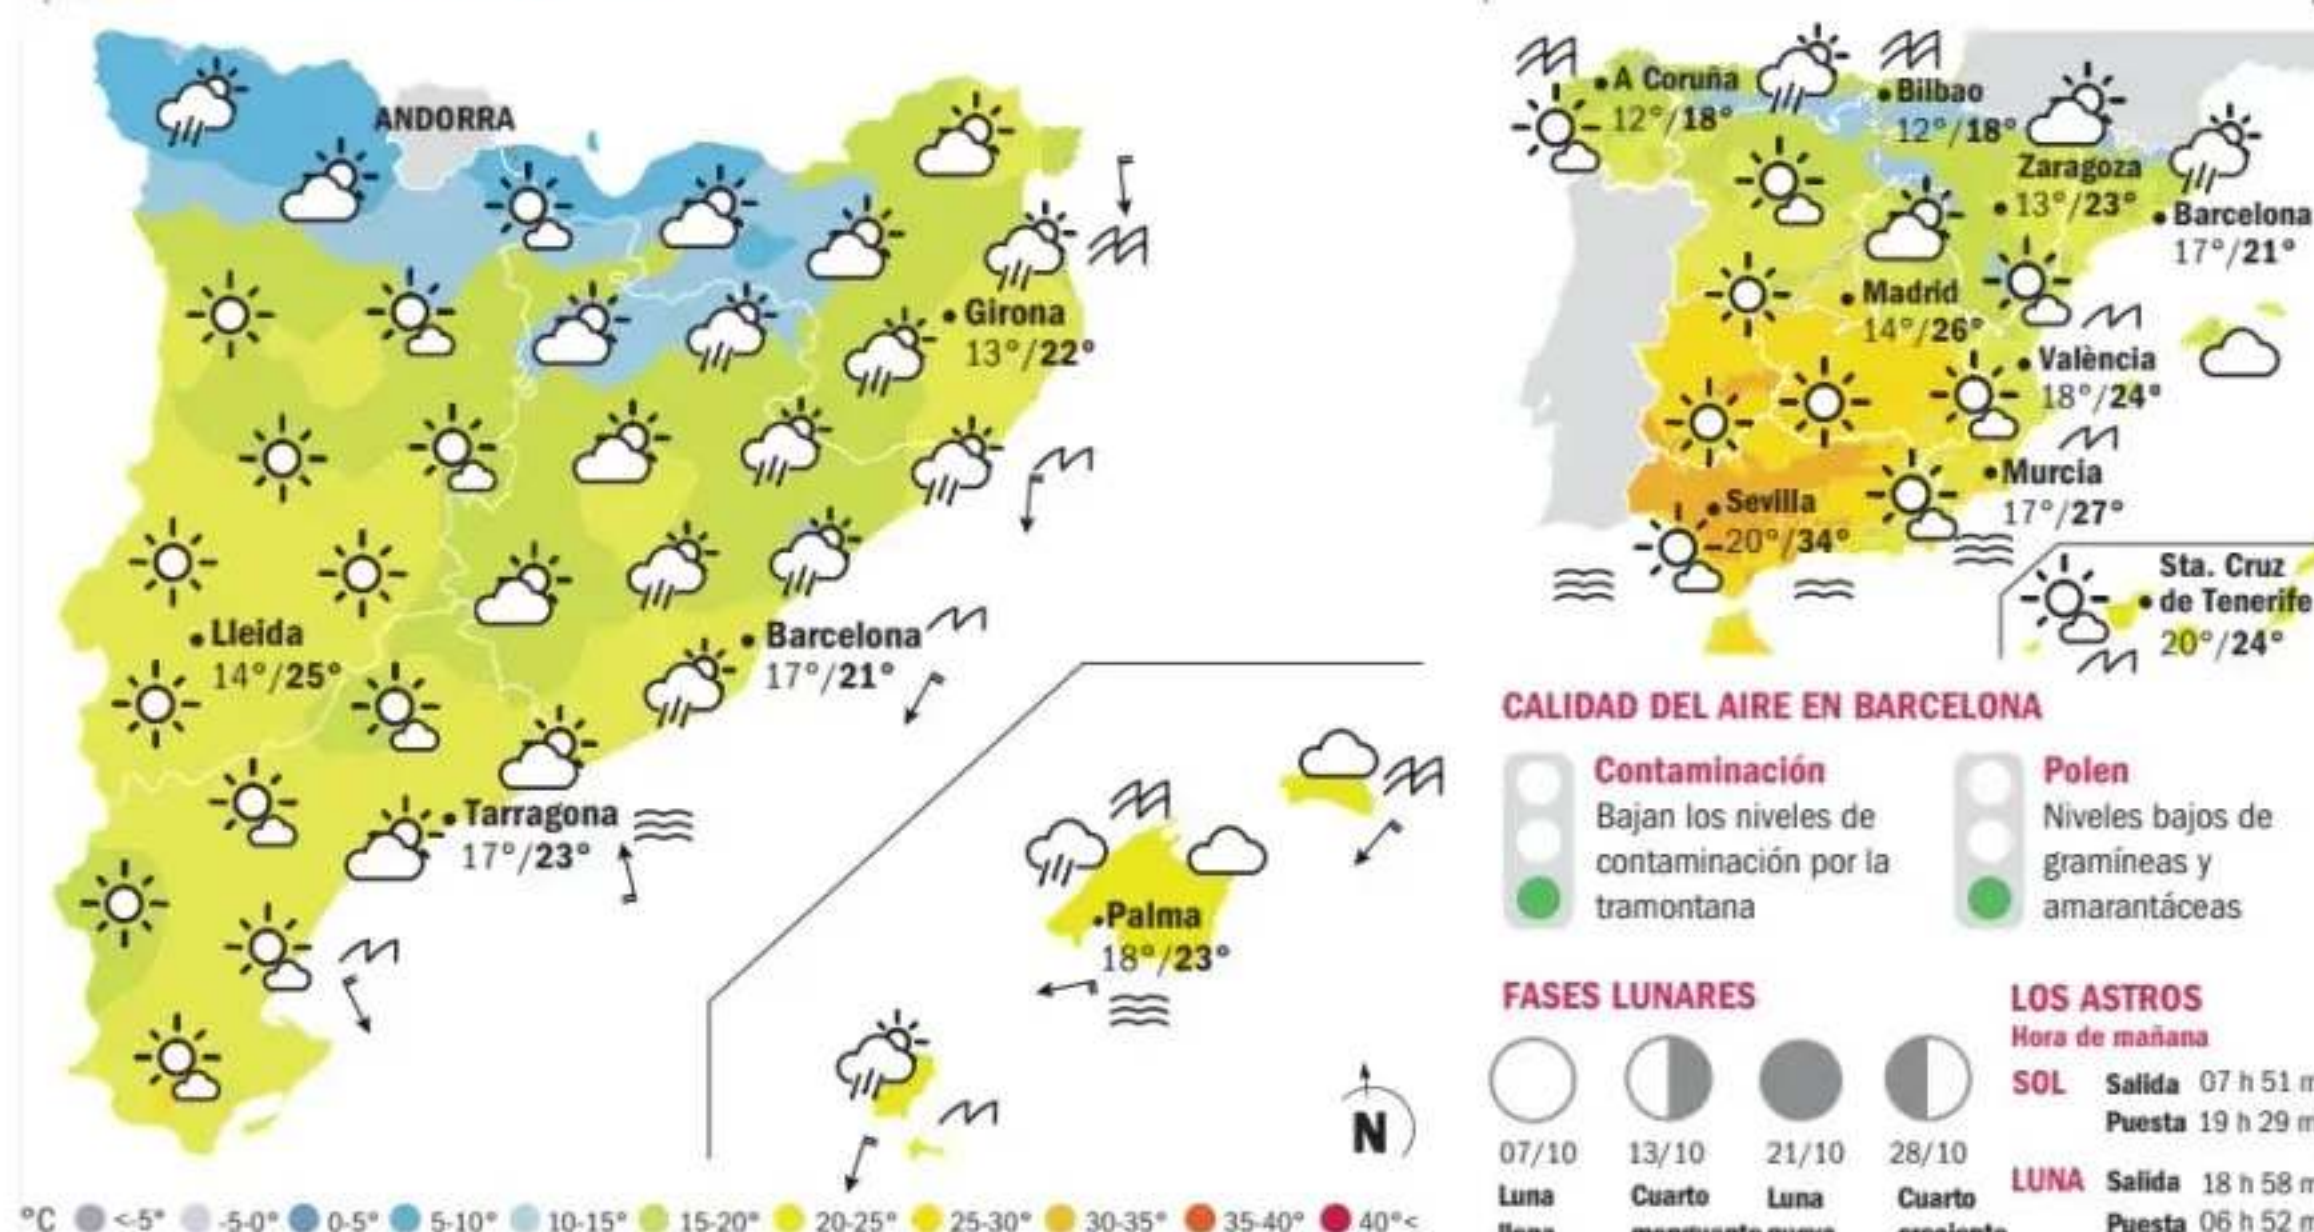 ANDORRA
Girona
13°/22°
Lleida
14°/25°
Barcelona
17°/21°
Tarragona
17°/23°
Palma
18°/23°
N
°C <-5° -5-0° 0-5° 5-10° 10-15° 15-20° 20-25° 25-30° 30-35° 35-40° 40°<
A Coruña
12°/18°
Bilbao
12°/18°
Zaragoza
13°/23°
Barcelona
17°/21°
Madrid
14°/26°
València
18°/24°
Murcia
17°/27°
Sevilla
20°/34°
Sta. Cruz
de Tenerife
20°/24°
CALIDAD DEL AIRE EN BARCELONA
Contaminación
Bajan los niveles de
contaminación por la
tramontana
Polen
Niveles bajos de
gramíneas y
amarantáceas
FASES LUNARES
07/10 13/10 21/10 28/10
Luna Cuarto Luna Cuarto
LOS ASTROS
Hora de mañana
SOL Salida 07 h 51 m
Puesta 19 h 29 m
LUNA Salida 18 h 58 m
Puesta 06 h 52 m